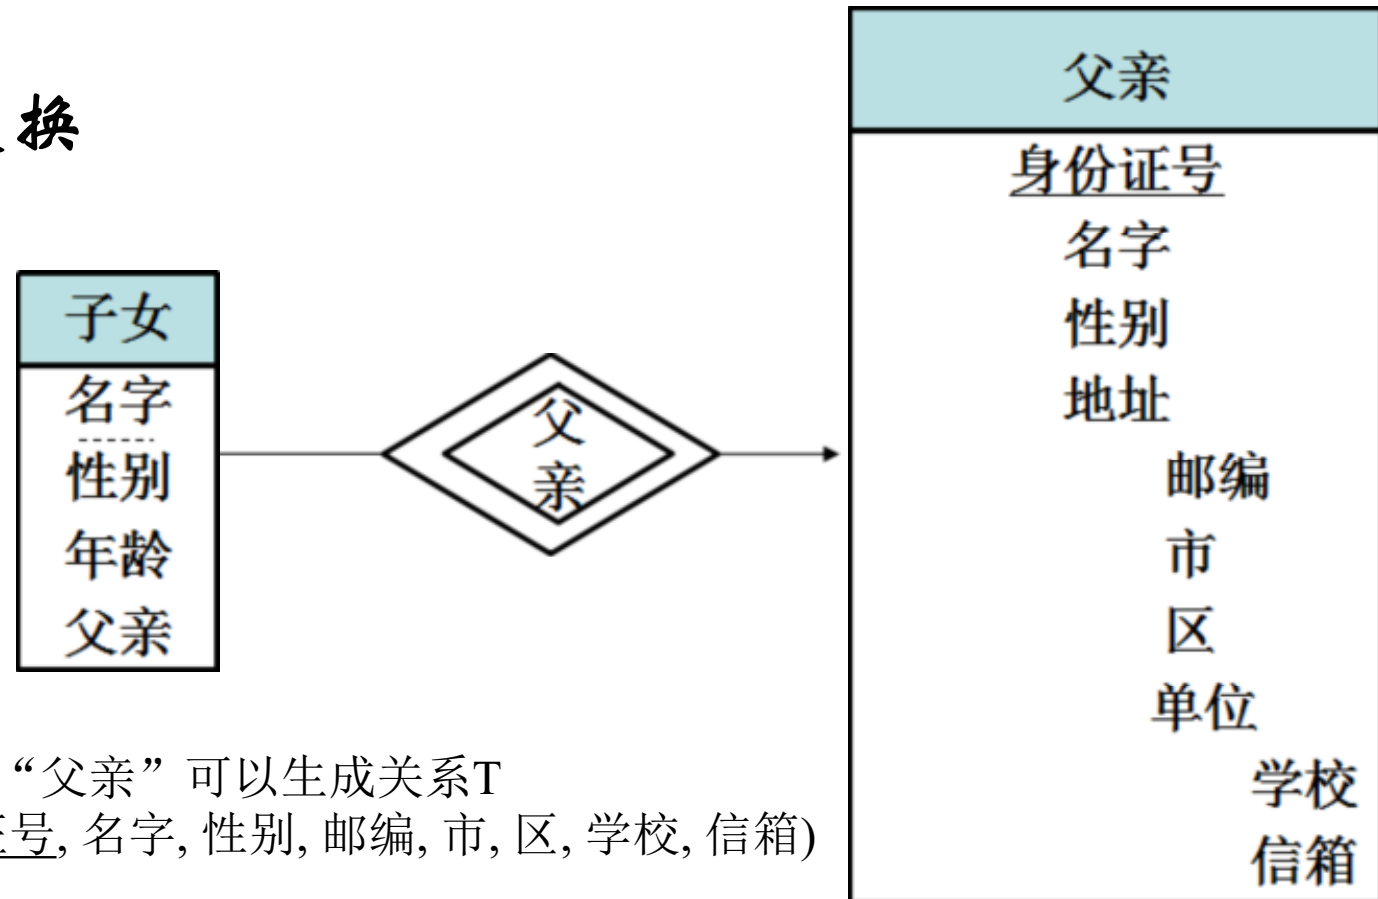 换
子女
名字
性别
年龄
父亲
父
亲
父亲
身份证号
名字
性别
地址
邮编
市
区
单位
学校
信箱
“父亲”可以生成关系T
证号, 名字, 性别, 邮编, 市, 区, 学校, 信箱)